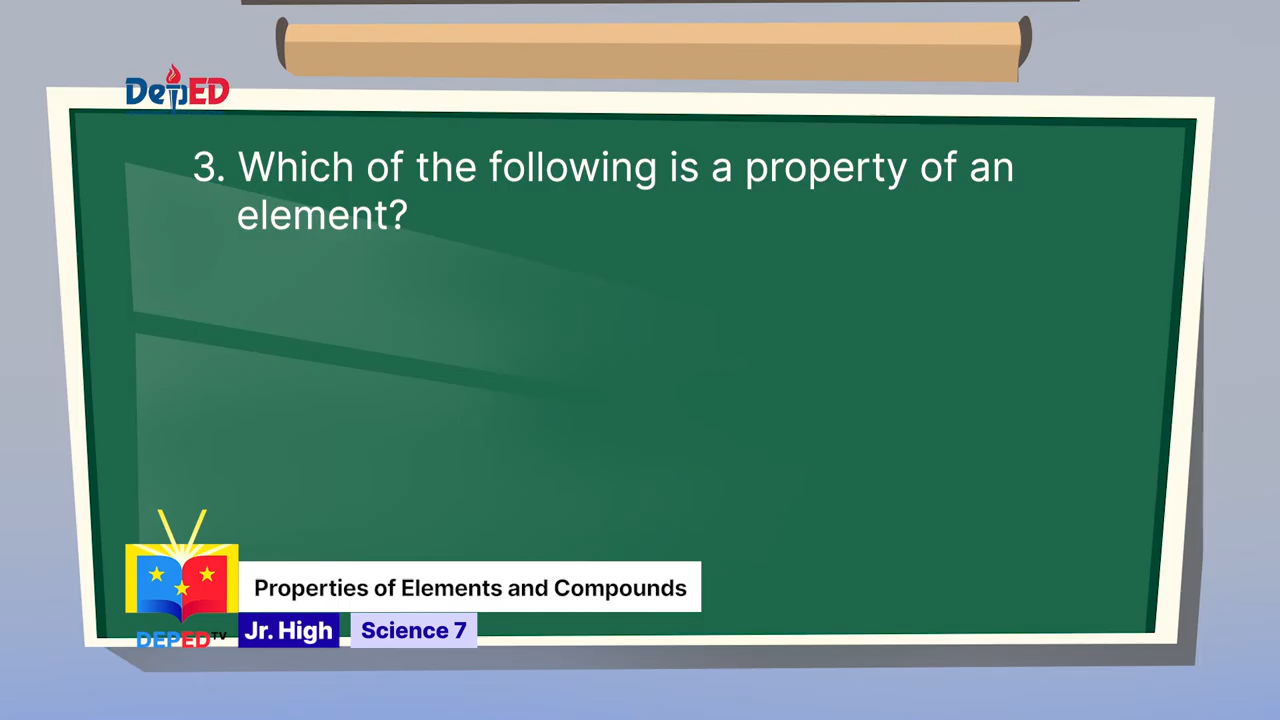 DepED
3. Which of the following is a property of an
element?
Properties of Elements and Compounds
Jr. High
Science 7
DEPED TV